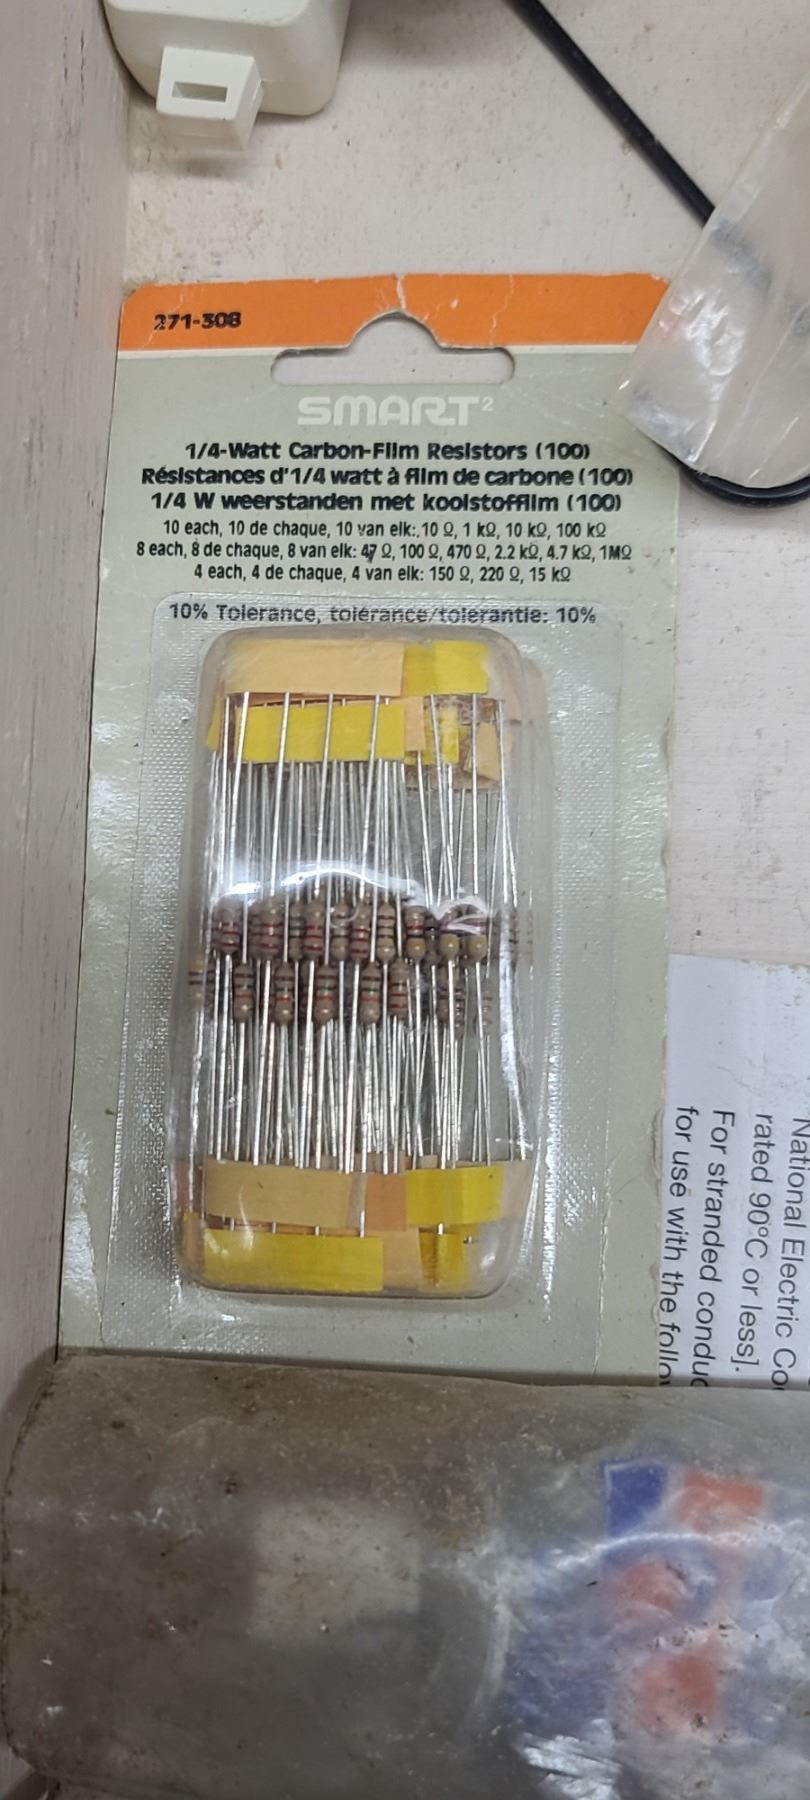 271-308
SMART²
1/4-Watt Carbon-Film Resistors (100)
Résistances d'1/4 watt à film de carbone (100)
1/4 W weerstanden met koolstoffilm (100)
10 each, 10 de chaque, 10 van elk: 10 Ω, 1 kΩ, 10 kΩ, 100 kΩ
8 each, 8 de chaque, 8 van elk: 47 Ω, 100 Ω, 470 Ω, 2.2 kΩ, 4.7 kΩ, 1MΩ
4 each, 4 de chaque, 4 van elk: 150 Ω, 220 Ω, 15 kΩ
10% Tolerance, tolérance/tolerantie: 10%
National Electric Co
rated 90°C or less].
For stranded conduc
for use with the follow